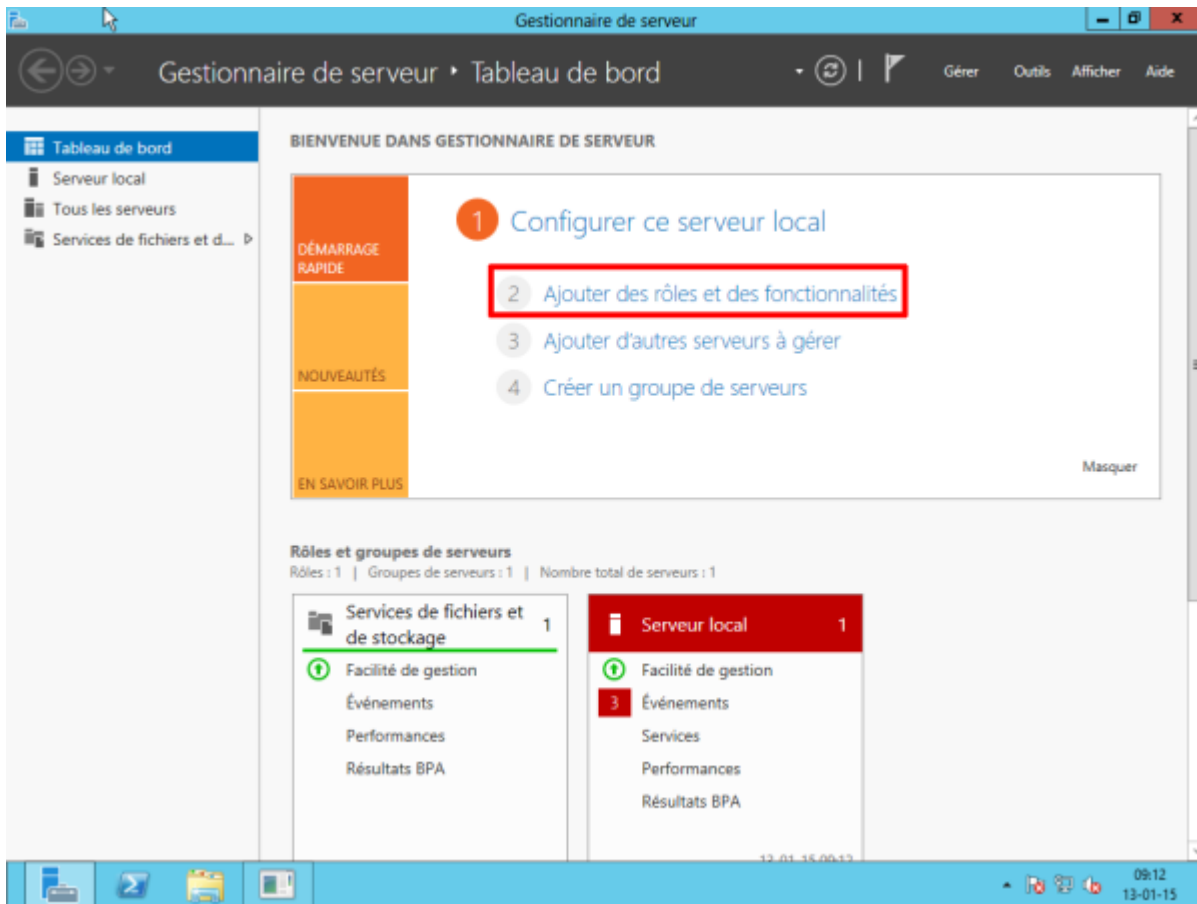 Gestionnaire de serveur
Gestionnaire de serveur ‣ Tableau de bord
Gérer Outils Afficher Aide
Tableau de bord
Serveur local
Tous les serveurs
Services de fichiers et d...
BIENVENUE DANS GESTIONNAIRE DE SERVEUR
DÉMARRAGE
RAPIDE
NOUVEAUTÉS
EN SAVOIR PLUS
1 Configurer ce serveur local
2 Ajouter des rôles et des fonctionnalités
3 Ajouter d'autres serveurs à gérer
4 Créer un groupe de serveurs
Masquer
Rôles et groupes de serveurs
Rôles : 1 | Groupes de serveurs : 1 | Nombre total de serveurs : 1
Services de fichiers et
de stockage 1
Facilité de gestion
Événements
Performances
Résultats BPA
Serveur local 1
Facilité de gestion
3 Événements
Services
Performances
Résultats BPA
13-01-15 09:12
09:12
13-01-15